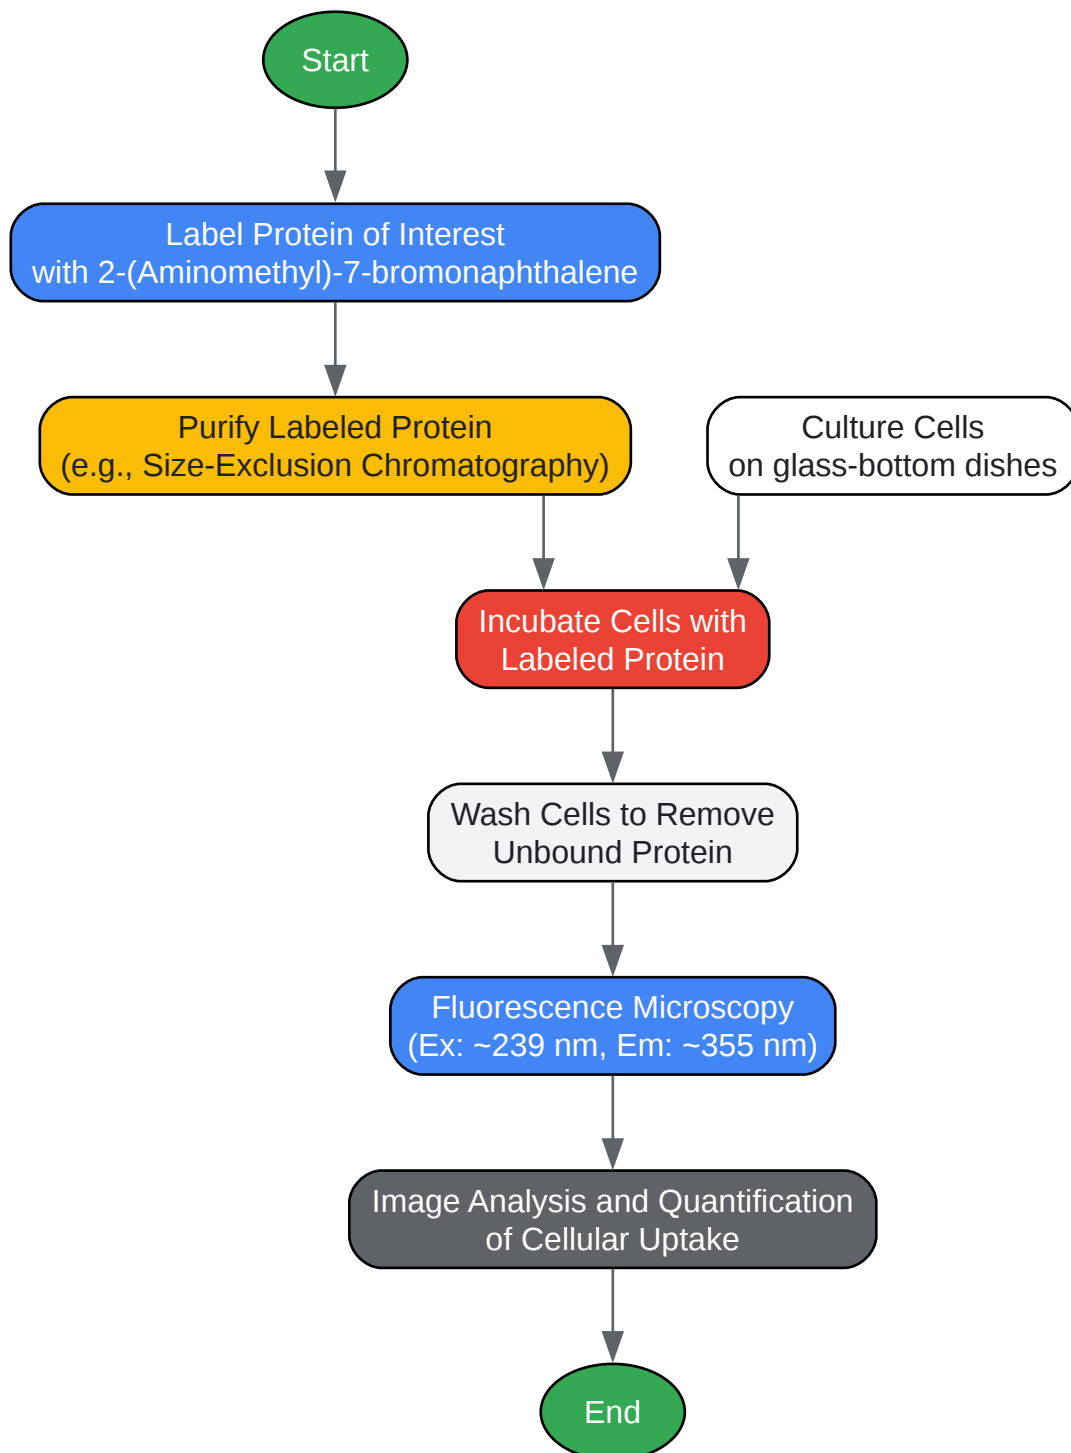 Start
Label Protein of Interest
with 2-(Aminomethyl)-7-bromonaphthalene
Purify Labeled Protein
(e.g., Size-Exclusion Chromatography)
Culture Cells
on glass-bottom dishes
Incubate Cells with
Labeled Protein
Wash Cells to Remove
Unbound Protein
Fluorescence Microscopy
(Ex: ~239 nm, Em: ~355 nm)
Image Analysis and Quantification
of Cellular Uptake
End